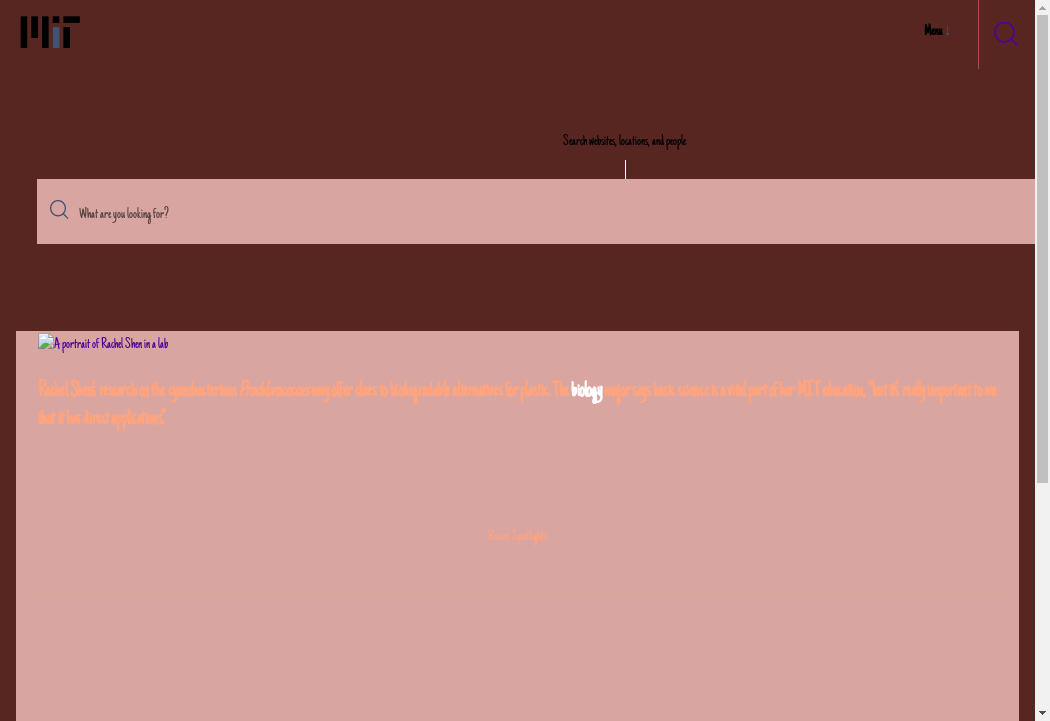 MIT
Menu ↓
Search websites, locations, and people
What are you looking for?
A portrait of Rachel Shen in a lab
Rachel Shen's research on the cyanobacterium Prochlorococcus may offer clues to biodegradable alternatives for plastic. The biology major says basic science is a vital part of her MIT education, "but it's really important to me
that it has direct applications."
Recent Spotlights